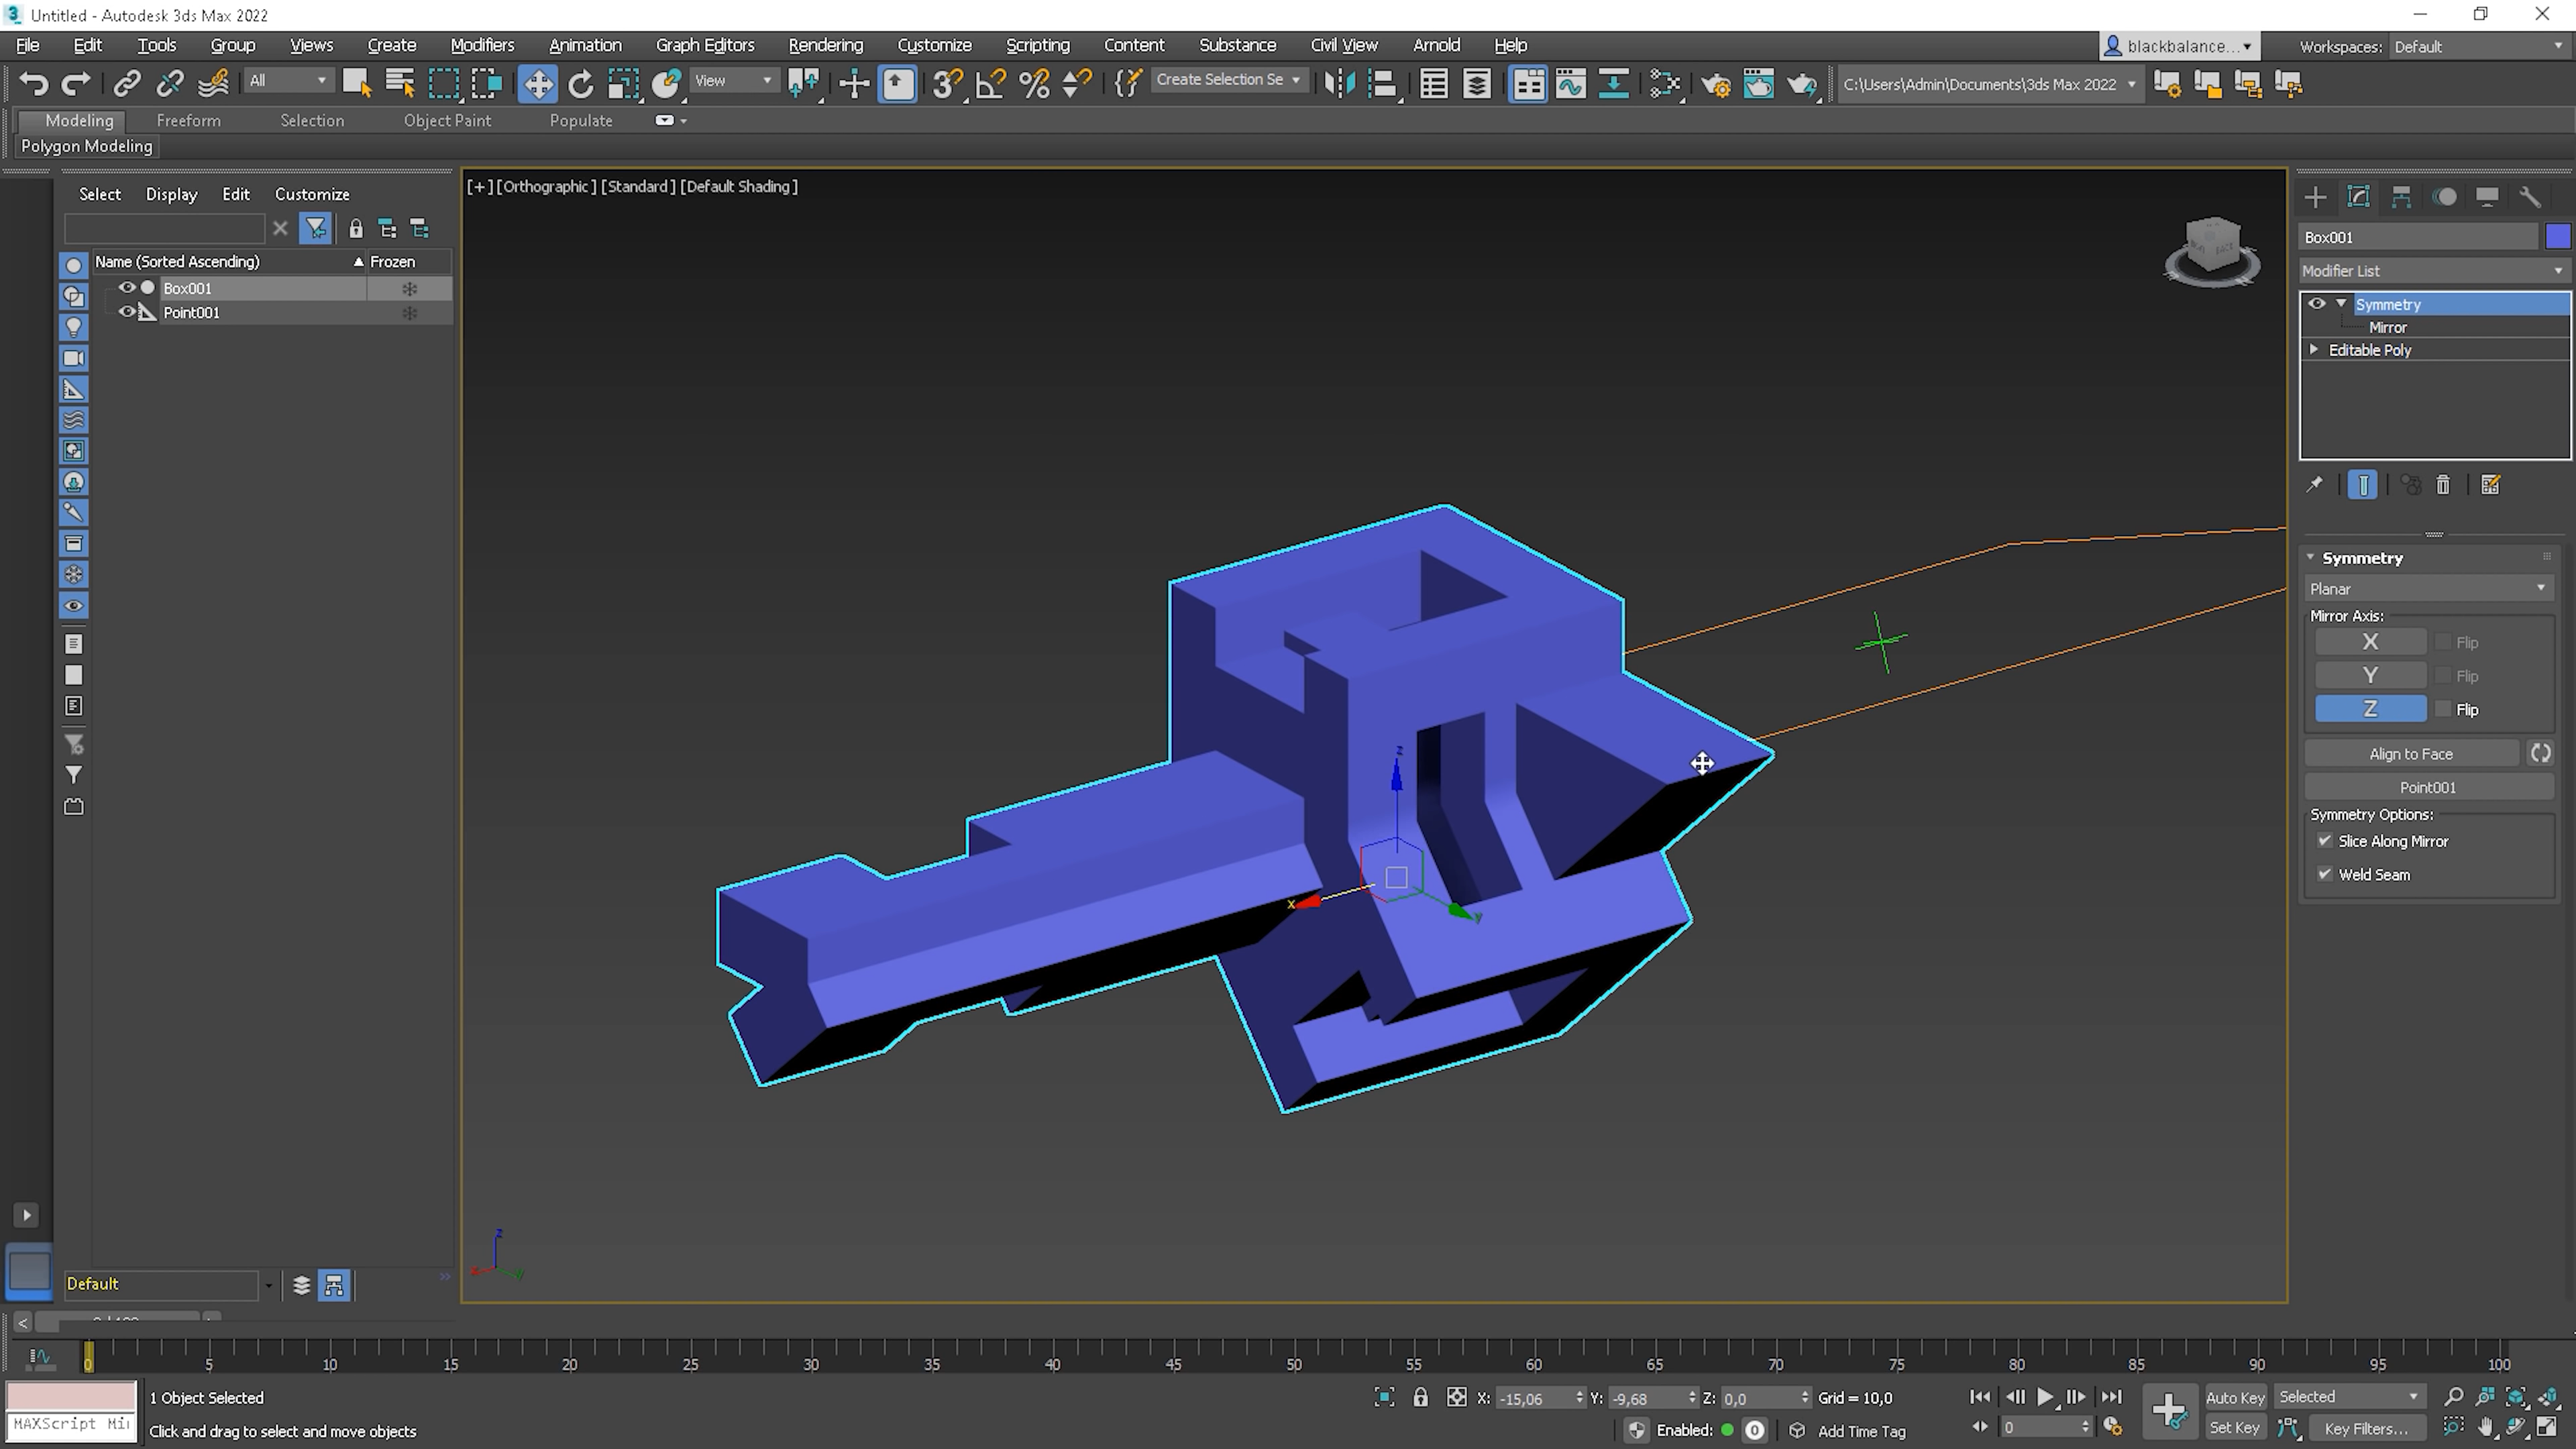 Untitled - Autodesk 3ds Max 2022
File Edit Tools Group Views Create Modifiers Animation Graph Editors Rendering Customize Scripting Content Substance Civil View Arnold Help
blackbalance... Workspaces: Default
All View Create Selection Se C:\Users\Admin\Documents\3ds Max 2022
Modeling Freeform Selection Object Paint Populate
Polygon Modeling
Select Display Edit Customize
Name (Sorted Ascending) Frozen
Box001
Point001
Default
[+] [Orthographic] [Standard] [Default Shading]
z
x
y
z
x
y
Box001
Modifier List
Symmetry
Mirror
Editable Poly
Symmetry
Planar
Mirror Axis:
X Flip
Y Flip
Z Flip
Align to Face
Point001
Symmetry Options:
Slice Along Mirror
Weld Seam
0 5 10 15 20 25 30 35 40 45 50 55 60 65 70 75 80 85 90 95 100
1 Object Selected
X: -15,06 Y: -9,68 Z: 0,0 Grid = 10,0
Auto Key Selected
MAXScript Mi
Click and drag to select and move objects
Enabled: 0 Add Time Tag
0
Set Key Key Filters...